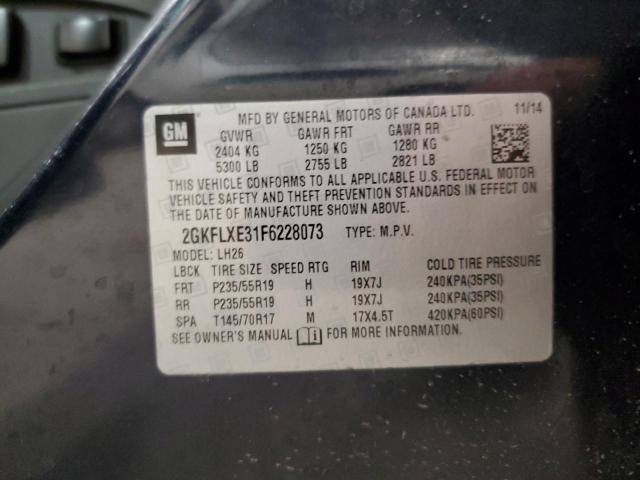 GM
MFD BY GENERAL MOTORS OF CANADA LTD. 11/14
GVWR GAWR FRT GAWR RR
2404 KG 1250 KG 1280 KG
5300 LB 2755 LB 2821 LB
THIS VEHICLE CONFORMS TO ALL APPLICABLE U.S. FEDERAL MOTOR
VEHICLE SAFETY AND THEFT PREVENTION STANDARDS IN EFFECT ON
THE DATE OF MANUFACTURE SHOWN ABOVE.
2GKFLXE31F6228073 TYPE: M.P.V.
MODEL: LH26
LBCK TIRE SIZE SPEED RTG RIM COLD TIRE PRESSURE
FRT P235/55R19 H 19X7J 240KPA(35PSI)
RR P235/55R19 H 19X7J 240KPA(35PSI)
SPA T145/70R17 M 17X4.5T 420KPA(60PSI)
SEE OWNER'S MANUAL FOR MORE INFORMATION.